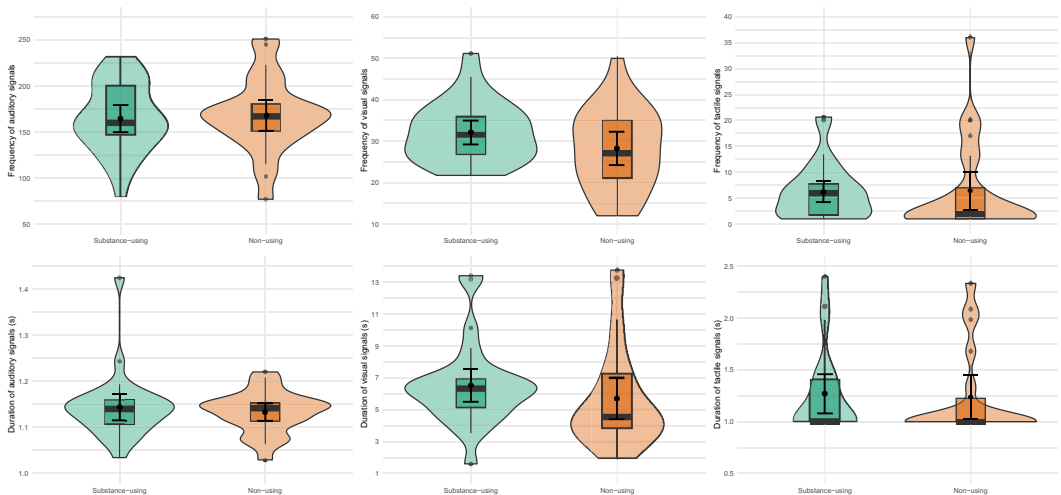 Frequency of auditory signals
250
200
150
100
50
Substance−using
Non−using
Frequency of visual signals
60
50
40
30
20
10
Substance−using
Non−using
Frequency of tactile signals
35
30
25
20
15
10
5
0
Substance−using
Non−using
Duration of auditory signals (s)
1.4
1.3
1.2
1.1
1.0
Substance−using
Non−using
Duration of visual signals (s)
13
11
9
7
5
3
1
Substance−using
Non−using
Duration of tactile signals (s)
2.5
2.0
1.5
1.0
0.5
Substance−using
Non−using